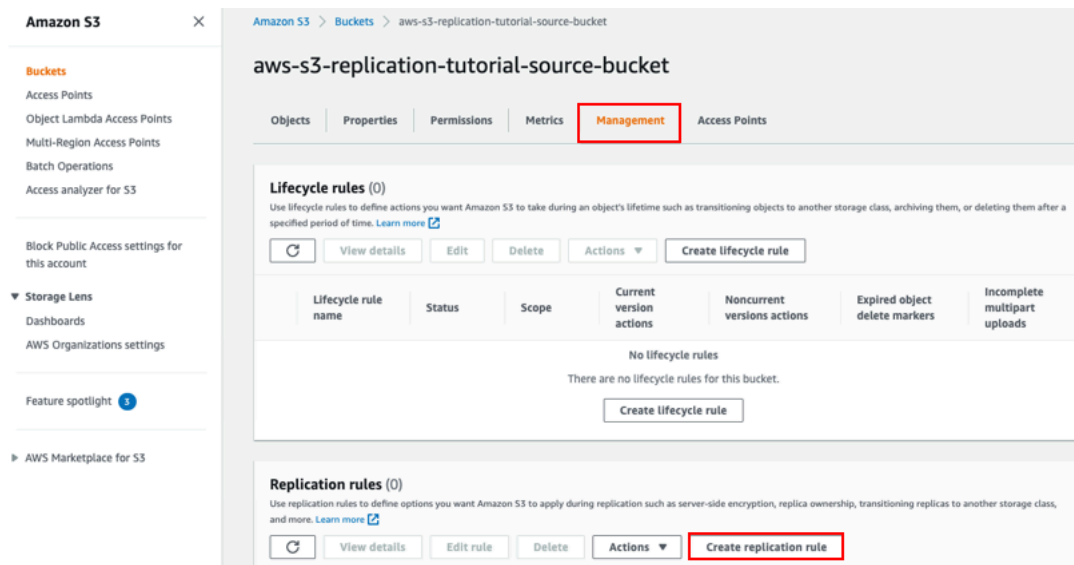 Amazon S3
Buckets
Access Points
Object Lambda Access Points
Multi-Region Access Points
Batch Operations
Access analyzer for S3
Block Public Access settings for
this account
Storage Lens
Dashboards
AWS Organizations settings
Feature spotlight 3
AWS Marketplace for S3
Amazon S3 > Buckets > aws-s3-replication-tutorial-source-bucket
aws-s3-replication-tutorial-source-bucket
Objects Properties Permissions Metrics Management Access Points
Lifecycle rules (0)
Use lifecycle rules to define actions you want Amazon S3 to take during an object's lifetime such as transitioning objects to another storage class, archiving them, or deleting them after a
specified period of time. Learn more
View details Edit Delete Actions Create lifecycle rule
Lifecycle rule name Status Scope Current version actions Noncurrent versions actions Expired object delete markers Incomplete multipart uploads
No lifecycle rules
There are no lifecycle rules for this bucket.
Create lifecycle rule
Replication rules (0)
Use replication rules to define options you want Amazon S3 to apply during replication such as server-side encryption, replica ownership, transitioning replicas to another storage class,
and more. Learn more
View details Edit rule Delete Actions Create replication rule